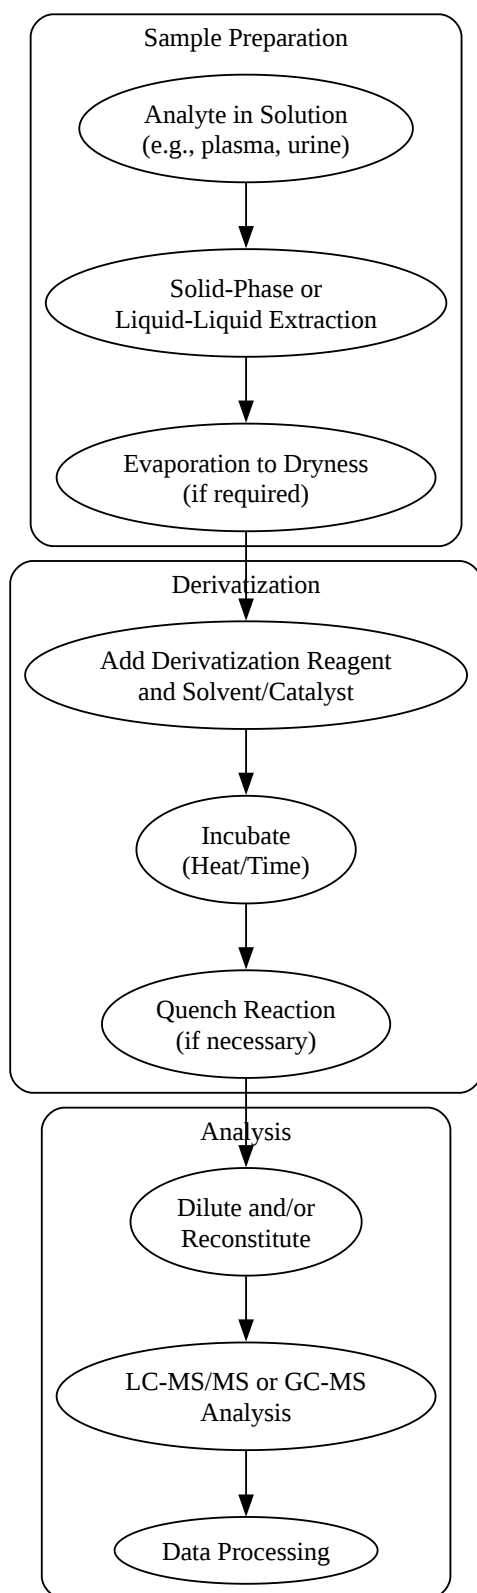 Sample Preparation
Analyte in Solution
(e.g., plasma, urine)
Solid-Phase or
Liquid-Liquid Extraction
Evaporation to Dryness
(if required)
Derivatization
Add Derivatization Reagent
and Solvent/Catalyst
Incubate
(Heat/Time)
Quench Reaction
(if necessary)
Analysis
Dilute and/or
Reconstitute
LC-MS/MS or GC-MS
Analysis
Data Processing